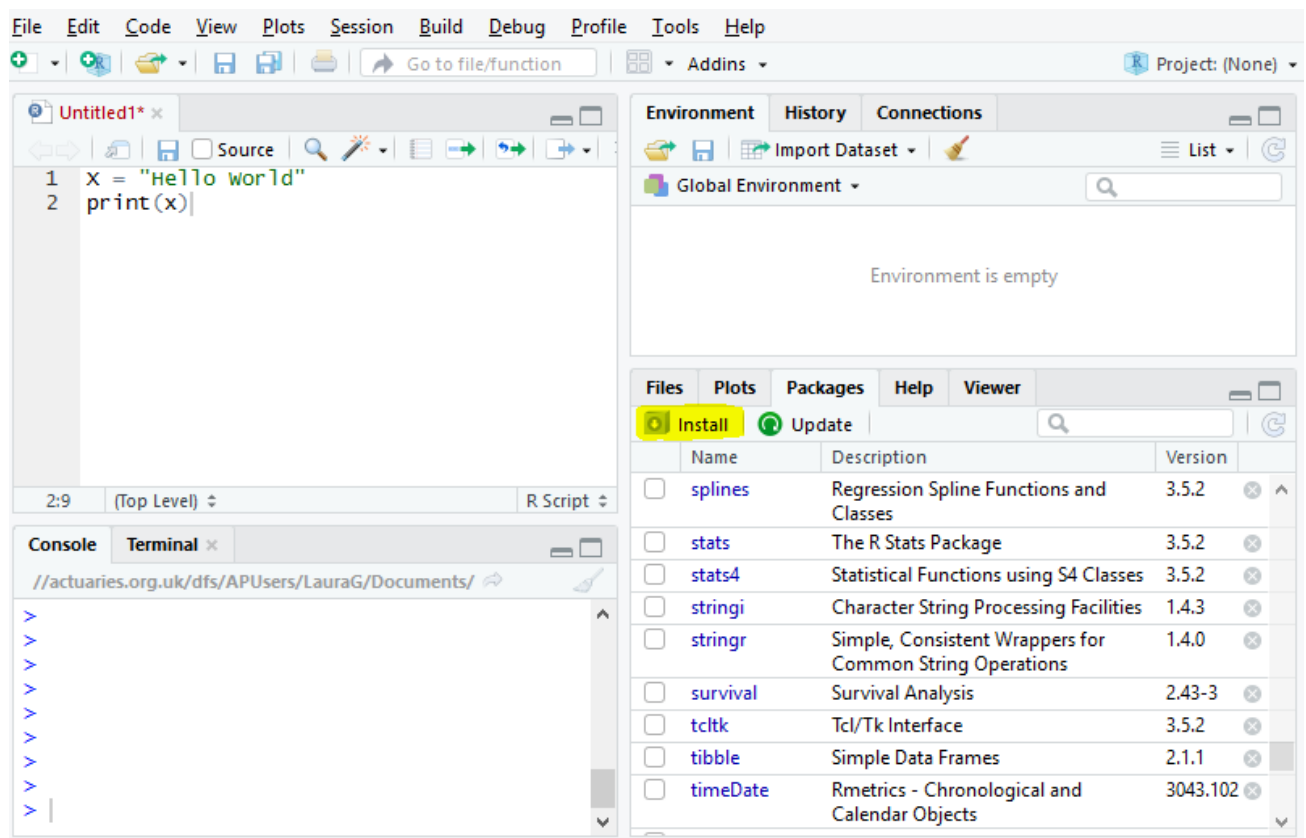 File Edit Code View Plots Session Build Debug Profile Tools Help
Go to file/function Addins Project: (None)
Untitled1*
Source
1 X = "Hello World"
2 print(x)
2:9 (Top Level) R Script
Console Terminal
//actuaries.org.uk/dfs/APUsers/LauraG/Documents/
>
>
>
>
>
>
>
>
>
Environment History Connections
Import Dataset List
Global Environment
Environment is empty
Files Plots Packages Help Viewer
Install Update
Name Description Version
splines Regression Spline Functions and 3.5.2
Classes
stats The R Stats Package 3.5.2
stats4 Statistical Functions using S4 Classes 3.5.2
stringi Character String Processing Facilities 1.4.3
stringr Simple, Consistent Wrappers for 1.4.0
Common String Operations
survival Survival Analysis 2.43-3
tcltk Tcl/Tk Interface 3.5.2
tibble Simple Data Frames 2.1.1
timeDate Rmetrics - Chronological and 3043.102
Calendar Objects